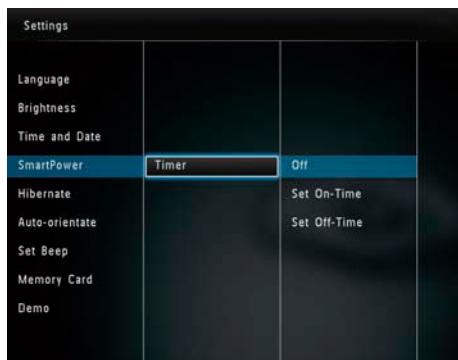 Settings
Language
Brightness
Time and Date
SmartPower Timer Off
Hibernate Set On-Time
Auto-orientate Set Off-Time
Set Beep
Memory Card
Demo